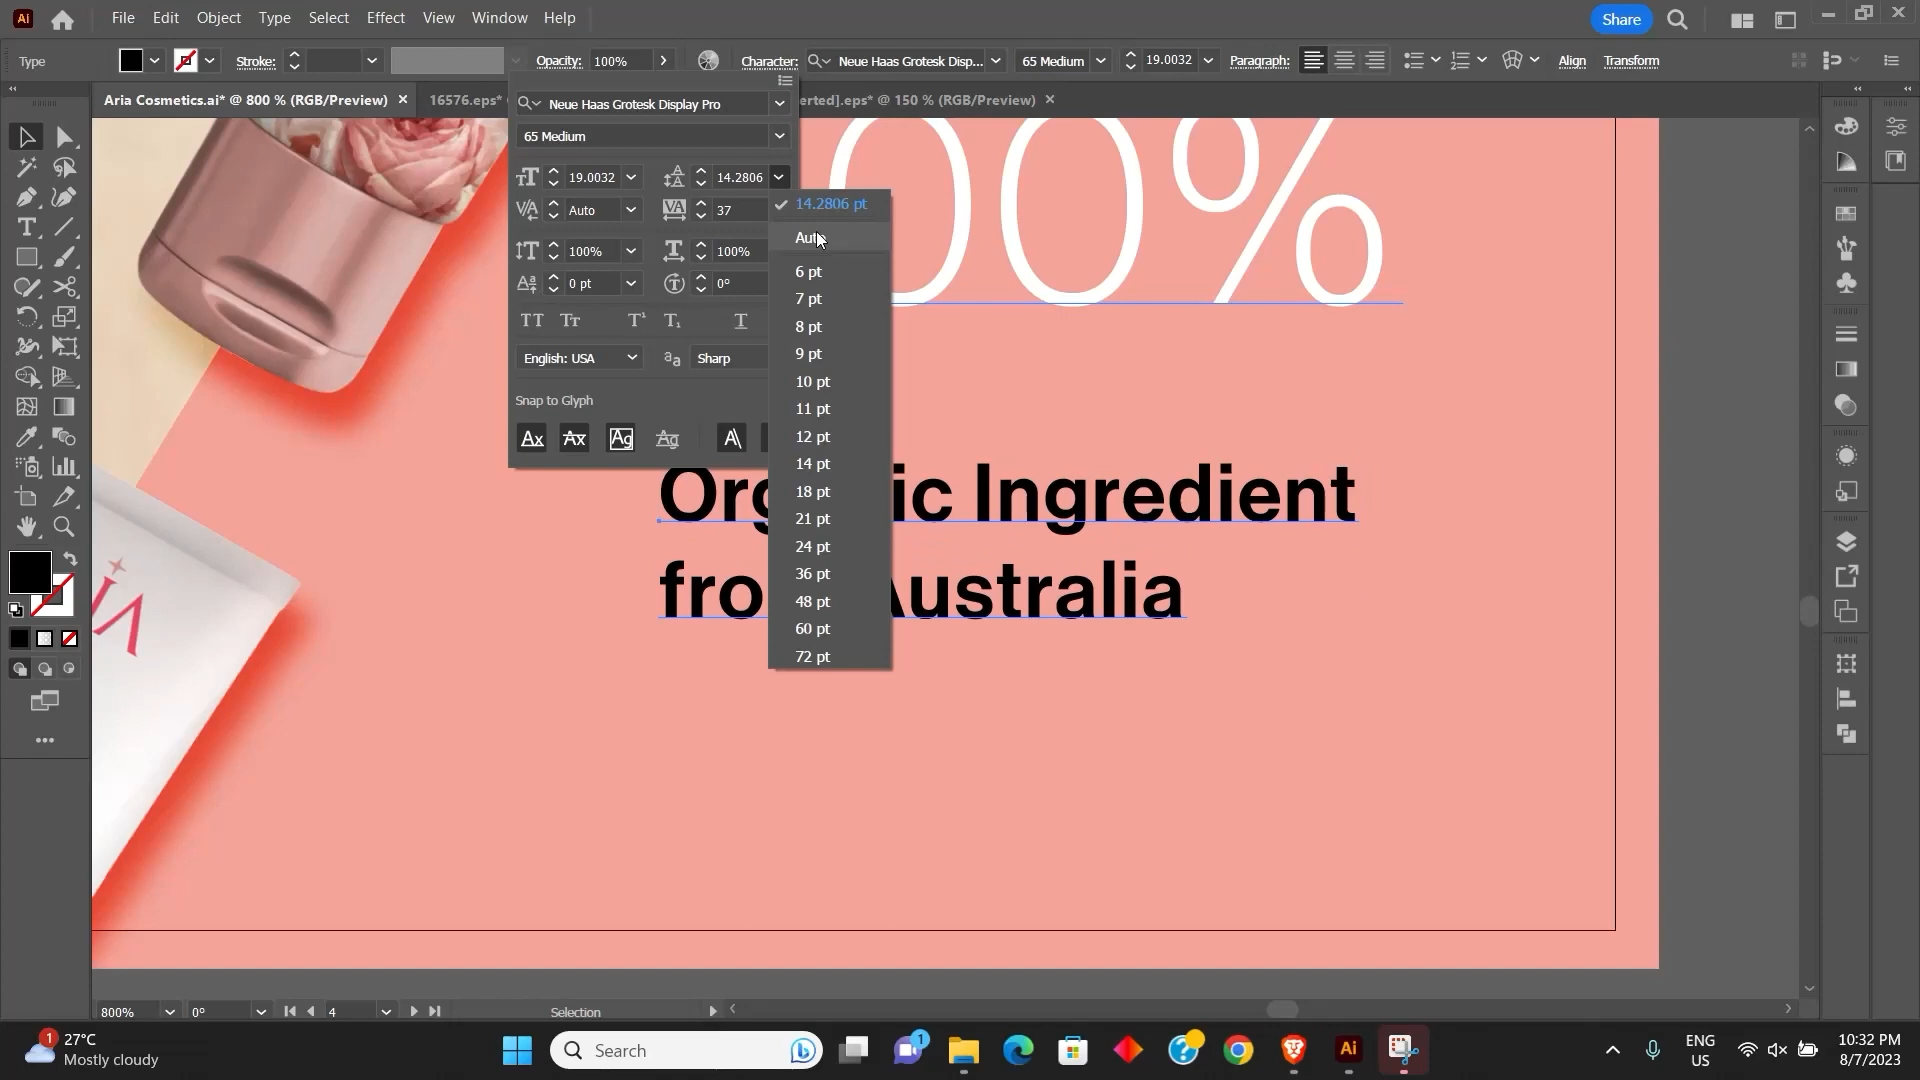 Ai File Edit Object Type Select Effect View Window Help Share
Type Stroke: Opacity: 100% Character: Neue Haas Grotesk Disp... 65 Medium 19.0032 Paragraph: Align Transform
Aria Cosmetics.ai* @ 800 % (RGB/Preview) × 16576.eps* erted].eps* @ 150 % (RGB/Preview) ×
Neue Haas Grotesk Display Pro
65 Medium
19.0032 14.2806
Auto 37
100% 100%
0 pt 0°
English: USA Sharp
Snap to Glyph
14.2806 pt
Auto
6 pt
7 pt
8 pt
9 pt
10 pt
11 pt
12 pt
14 pt
18 pt
21 pt
24 pt
36 pt
48 pt
60 pt
72 pt
00%
Org ic Ingredient
fro Australia
800% 0° 4 Selection
1 27°C
Mostly cloudy
Search
1
Ai
ENG
US
10:32 PM
8/7/2023